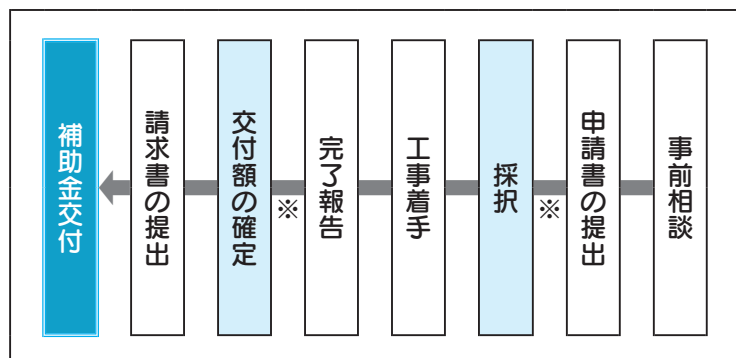 事前相談
申請書の提出
※
採択
工事着手
完了報告
※
交付額の確定
請求書の提出
補助金交付